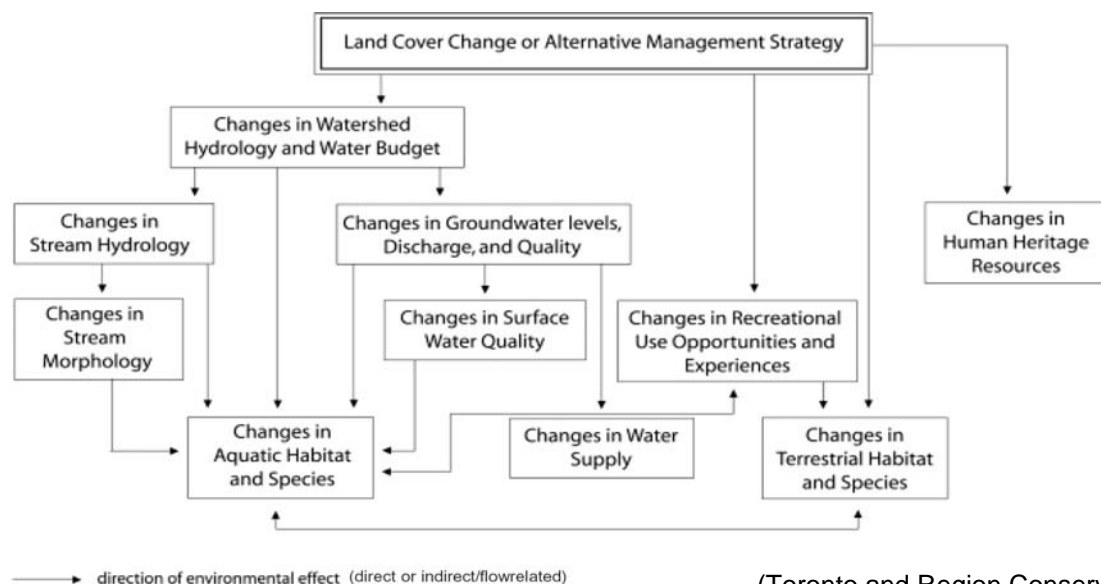 Land Cover Change or Alternative Management Strategy
Changes in Watershed
Hydrology and Water Budget
Changes in
Stream Hydrology
Changes in Groundwater levels,
Discharge, and Quality
Changes in
Human Heritage
Resources
Changes in
Stream
Morphology
Changes in Surface
Water Quality
Changes in Recreational
Use Opportunities and
Experiences
Changes in
Aquatic Habitat
and Species
Changes in Water
Supply
Changes in
Terrestrial Habitat
and Species
direction of environmental effect (direct or indirect/flowrelated)
(Toronto and Region